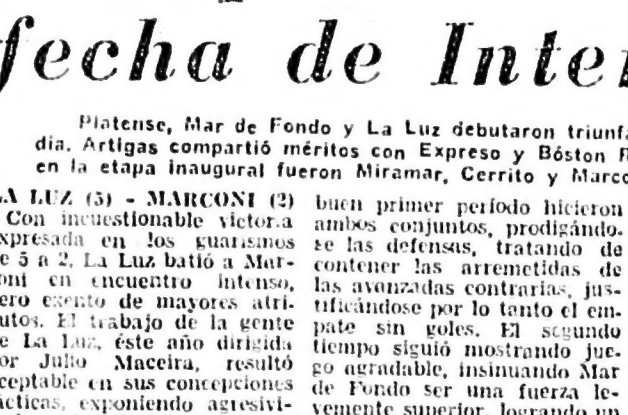 fecha de Inter
Platense, Mar de Fondo y La Luz debutaron triunfa
dia. Artigas compartió méritos con Expreso y Bóston R
en la etapa inaugural fueron Miramar, Cerrito y Marco
LA LUZ (5) - MARCONI (2)
Con incuestionable victor.a
xpresada en los guarismos
e 5 a 2, La Luz batió a Mar-
oni en encuentro intenso,
ero exento de mayores atri-
utos. El trabajo de la gente
e La Luz, éste año dirigida
or Julio Maceira, resultó
ceptable en sus concepciones
ácticas, exponiendo agresivi-
buen primer período hicieron
ambos conjuntos, prodigándo-
se las defensas, tratando de
contener las arremetidas de
las avanzadas contrarias, jus-
tificándose por lo tanto el em-
pate sin goles. El segundo
tiempo siguió mostrando jue-
go agradable, insinuando Mar
de Fondo ser una fuerza le-
vemente superior, logrando un